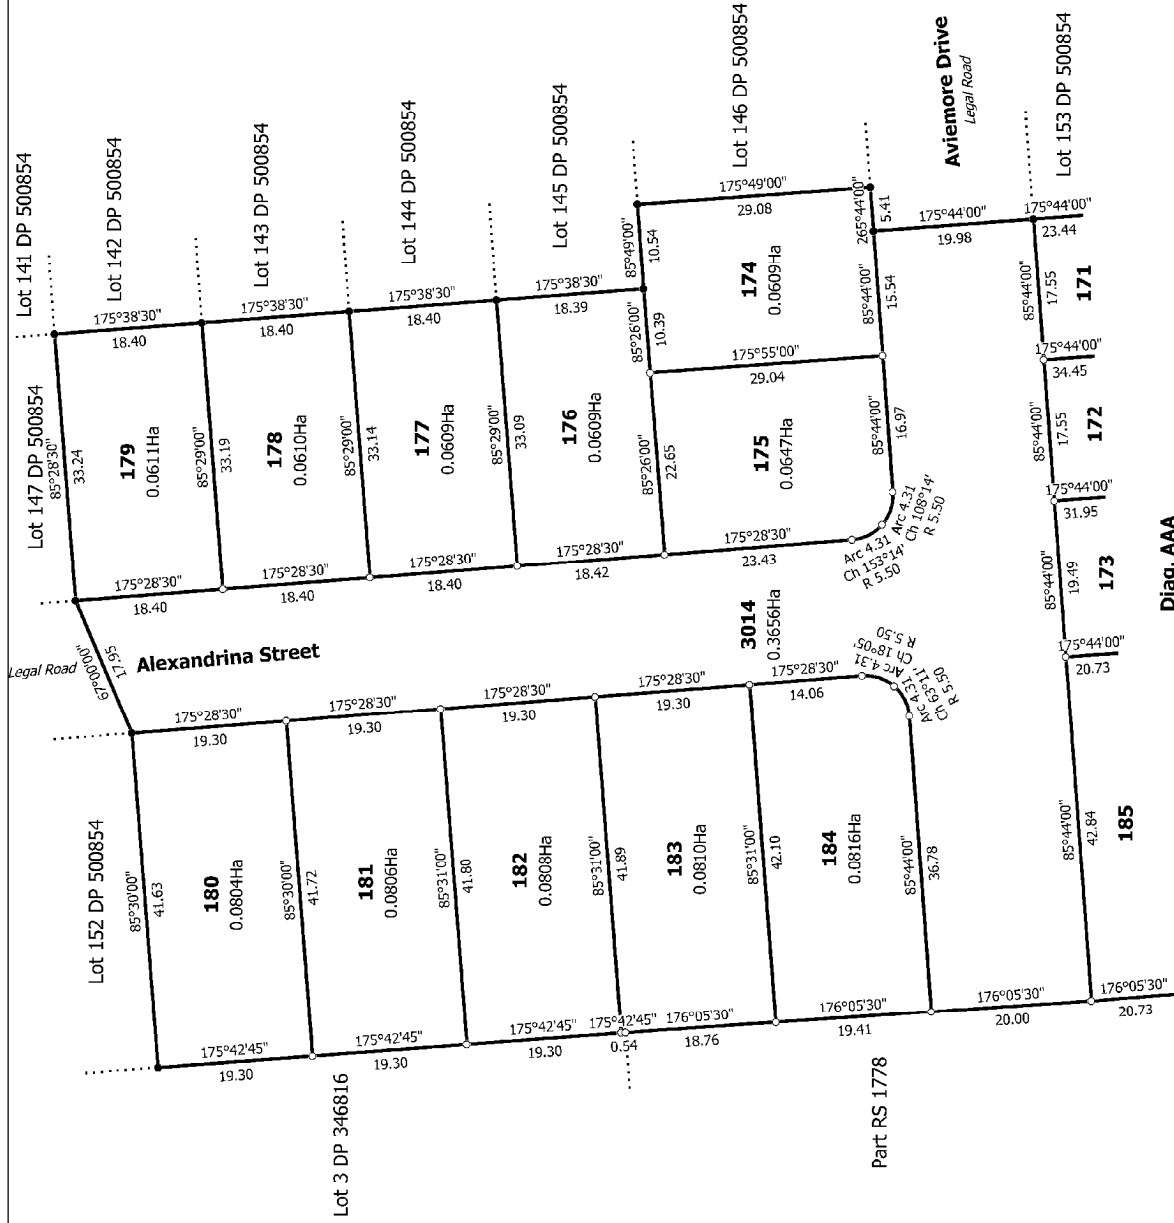 Lot 141 DP 500854
Lot 142 DP 500854
Lot 143 DP 500854
Lot 144 DP 500854
Lot 145 DP 500854
Lot 146 DP 500854
Aviemore Drive
Legal Road
Lot 153 DP 500854
Lot 147 DP 500854
85°28'30"
33.24
175°38'30"
18.40
179
0.0611Ha
85°29'00"
33.19
175°38'30"
18.40
178
0.0610Ha
85°29'00"
33.14
175°38'30"
18.40
177
0.0609Ha
85°29'00"
33.09
175°38'30"
18.39
176
0.0609Ha
85°26'00"
22.65
85°26'00"
10.39
85°49'00"
10.54
175°49'00"
29.08
174
0.0609Ha
265°44'00"
5.41
85°44'00"
15.54
175°55'00"
29.04
175
0.0647Ha
85°44'00"
16.97
175°44'00"
19.98
175°44'00"
23.44
85°44'00"
17.55
171
175°44'00"
34.45
85°44'00"
17.55
172
175°44'00"
31.95
85°44'00"
19.49
173
175°44'00"
20.73
Diag. AAA
175°28'30"
18.40
175°28'30"
18.40
175°28'30"
18.40
175°28'30"
18.42
175°28'30"
23.43
Arc 4.31
Ch 153°14'
R 5.50
Arc 4.31
Ch 108°14'
R 5.50
Legal Road
67°00'00"
17.95
Alexandrina Street
3014
0.3656Ha
175°28'30"
19.30
175°28'30"
19.30
175°28'30"
19.30
175°28'30"
19.30
175°28'30"
14.06
Arc 4.31
Ch 18°05'
R 5.50
Arc 4.31
Ch 63°11'
R 5.50
Lot 152 DP 500854
85°30'00"
41.63
180
0.0804Ha
85°30'00"
41.72
181
0.0806Ha
85°31'00"
41.80
182
0.0808Ha
85°31'00"
41.89
183
0.0810Ha
85°31'00"
42.10
184
0.0816Ha
85°44'00"
36.78
85°44'00"
42.84
185
175°42'45"
19.30
175°42'45"
19.30
175°42'45"
19.30
175°42'45"
0.54
176°05'30"
18.76
176°05'30"
19.41
176°05'30"
20.00
176°05'30"
20.73
Lot 3 DP 346816
Part RS 1778